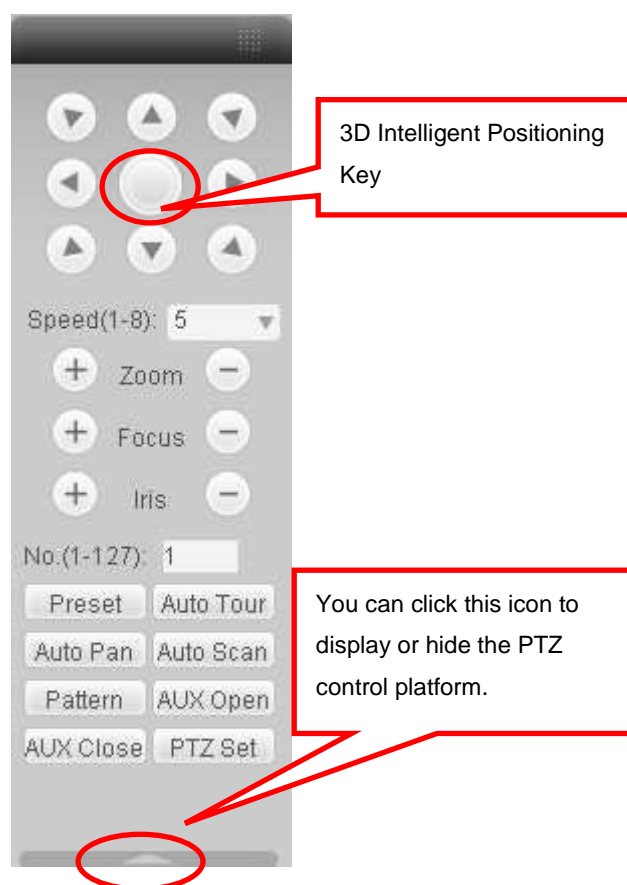 3D Intelligent Positioning
Key
Speed(1-8): 5
Zoom
Focus
Iris
No.(1-127): 1
Preset Auto Tour
Auto Pan Auto Scan
Pattern AUX Open
AUX Close PTZ Set
You can click this icon to
display or hide the PTZ
control platform.